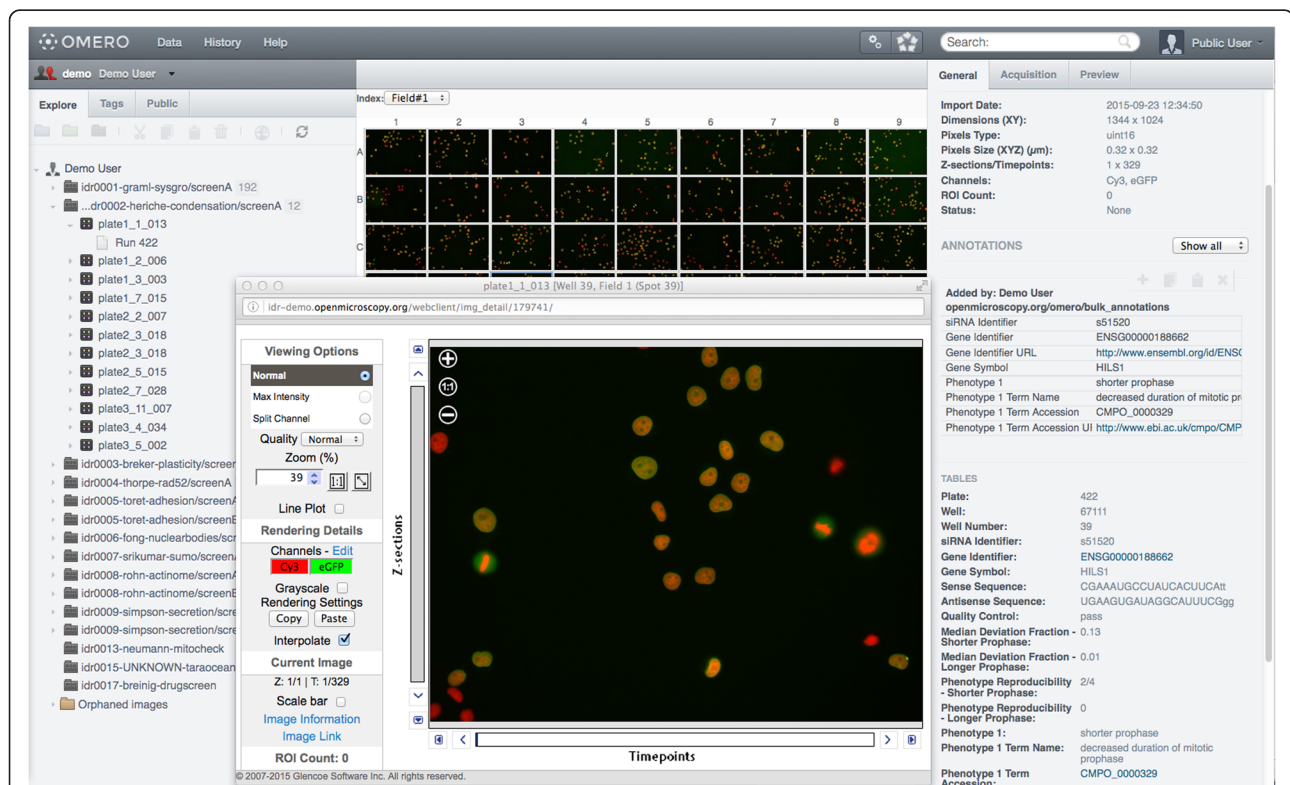 OMERO Data History Help Search: Public User
demo Demo User
Explore Tags Public
Demo User
idr0001-graml-sysgro/screenA 192
...dr0002-heriche-condensation/screenA 12
plate1_1_013
Run 422
plate1_2_006
plate1_3_003
plate1_7_015
plate2_2_007
plate2_3_018
plate2_3_018
plate2_5_015
plate2_7_028
plate3_11_007
plate3_4_034
plate3_5_002
idr0003-breker-plasticity/screen
idr0004-thorpe-rad52/screenA
idr0005-toret-adhesion/screenA
idr0005-toret-adhesion/screenB
idr0006-fong-nuclearbodies/scr
idr0007-srikumar-sumo/screenA
idr0008-rohn-actinome/screenA
idr0008-rohn-actinome/screenB
idr0009-simpson-secretion/scre
idr0009-simpson-secretion/scre
idr0013-neumann-mitocheck
idr0015-UNKNOWN-taraocean
idr0017-breinig-drugscreen
Orphaned images
Index: Field#1
1 2 3 4 5 6 7 8 9
A
B
C
plate1_1_013 [Well 39, Field 1 (Spot 39)]
idr-demo.openmicroscopy.org/webclient/img_detail/179741/
Viewing Options
Normal
Max Intensity
Split Channel
Quality Normal
Zoom (%)
39 1:1
Line Plot
Rendering Details
Channels - Edit
Cy3 eGFP
Grayscale
Rendering Settings
Copy Paste
Interpolate
Current Image
Z: 1/1 | T: 1/329
Scale bar
Image Information
Image Link
ROI Count: 0
© 2007-2015 Glencoe Software Inc. All rights reserved.
Z-sections
1:1
Timepoints
General Acquisition Preview
Import Date: 2015-09-23 12:34:50
Dimensions (XY): 1344 x 1024
Pixels Type: uint16
Pixels Size (XYZ) (µm): 0.32 x 0.32
Z-sections/Timepoints: 1 x 329
Channels: Cy3, eGFP
ROI Count: 0
Status: None
ANNOTATIONS Show all
Added by: Demo User
openmicroscopy.org/omero/bulk_annotations
siRNA Identifier s51520
Gene Identifier ENSG00000188662
Gene Identifier URL http://www.ensembl.org/id/ENSG
Gene Symbol HILS1
Phenotype 1 shorter prophase
Phenotype 1 Term Name decreased duration of mitotic pr
Phenotype 1 Term Accession CMPO_0000329
Phenotype 1 Term Accession UI http://www.ebi.ac.uk/cmpo/CMP
TABLES
Plate: 422
Well: 67111
Well Number: 39
siRNA Identifier: s51520
Gene Identifier: ENSG00000188662
Gene Symbol: HILS1
Sense Sequence: CGAAAUGCCUAUCACUUCAtt
Antisense Sequence: UGAAGUGAUAGGCAUUUCGgg
Quality Control: pass
Median Deviation Fraction - 0.13
Shorter Prophase:
Median Deviation Fraction - 0.01
Longer Prophase:
Phenotype Reproducibility 2/4
- Shorter Prophase:
Phenotype Reproducibility 0
- Longer Prophase:
Phenotype 1: shorter prophase
Phenotype 1 Term Name: decreased duration of mitotic
prophase
Phenotype 1 Term CMPO_0000329
Accession: